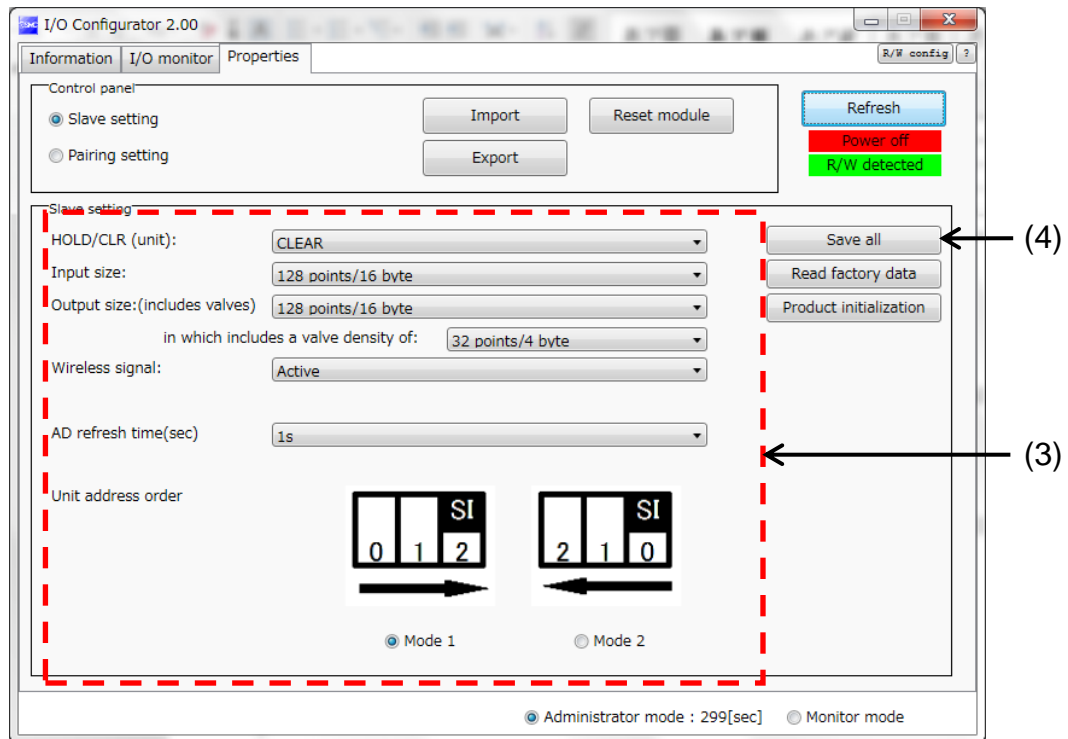 I/O Configurator 2.00
Information I/O monitor Properties R/W config ?
Control panel
Slave setting Import Reset module Refresh
Pairing setting Export Power off
R/W detected
Slave setting
HOLD/CLR (unit): CLEAR Save all (4)
Input size: 128 points/16 byte Read factory data
Output size:(includes valves) 128 points/16 byte Product initialization
in which includes a valve density of: 32 points/4 byte
Wireless signal: Active
AD refresh time(sec) 1s (3)
Unit address order
SI SI
0 1 2 2 1 0
Mode 1 Mode 2
Administrator mode : 299[sec] Monitor mode